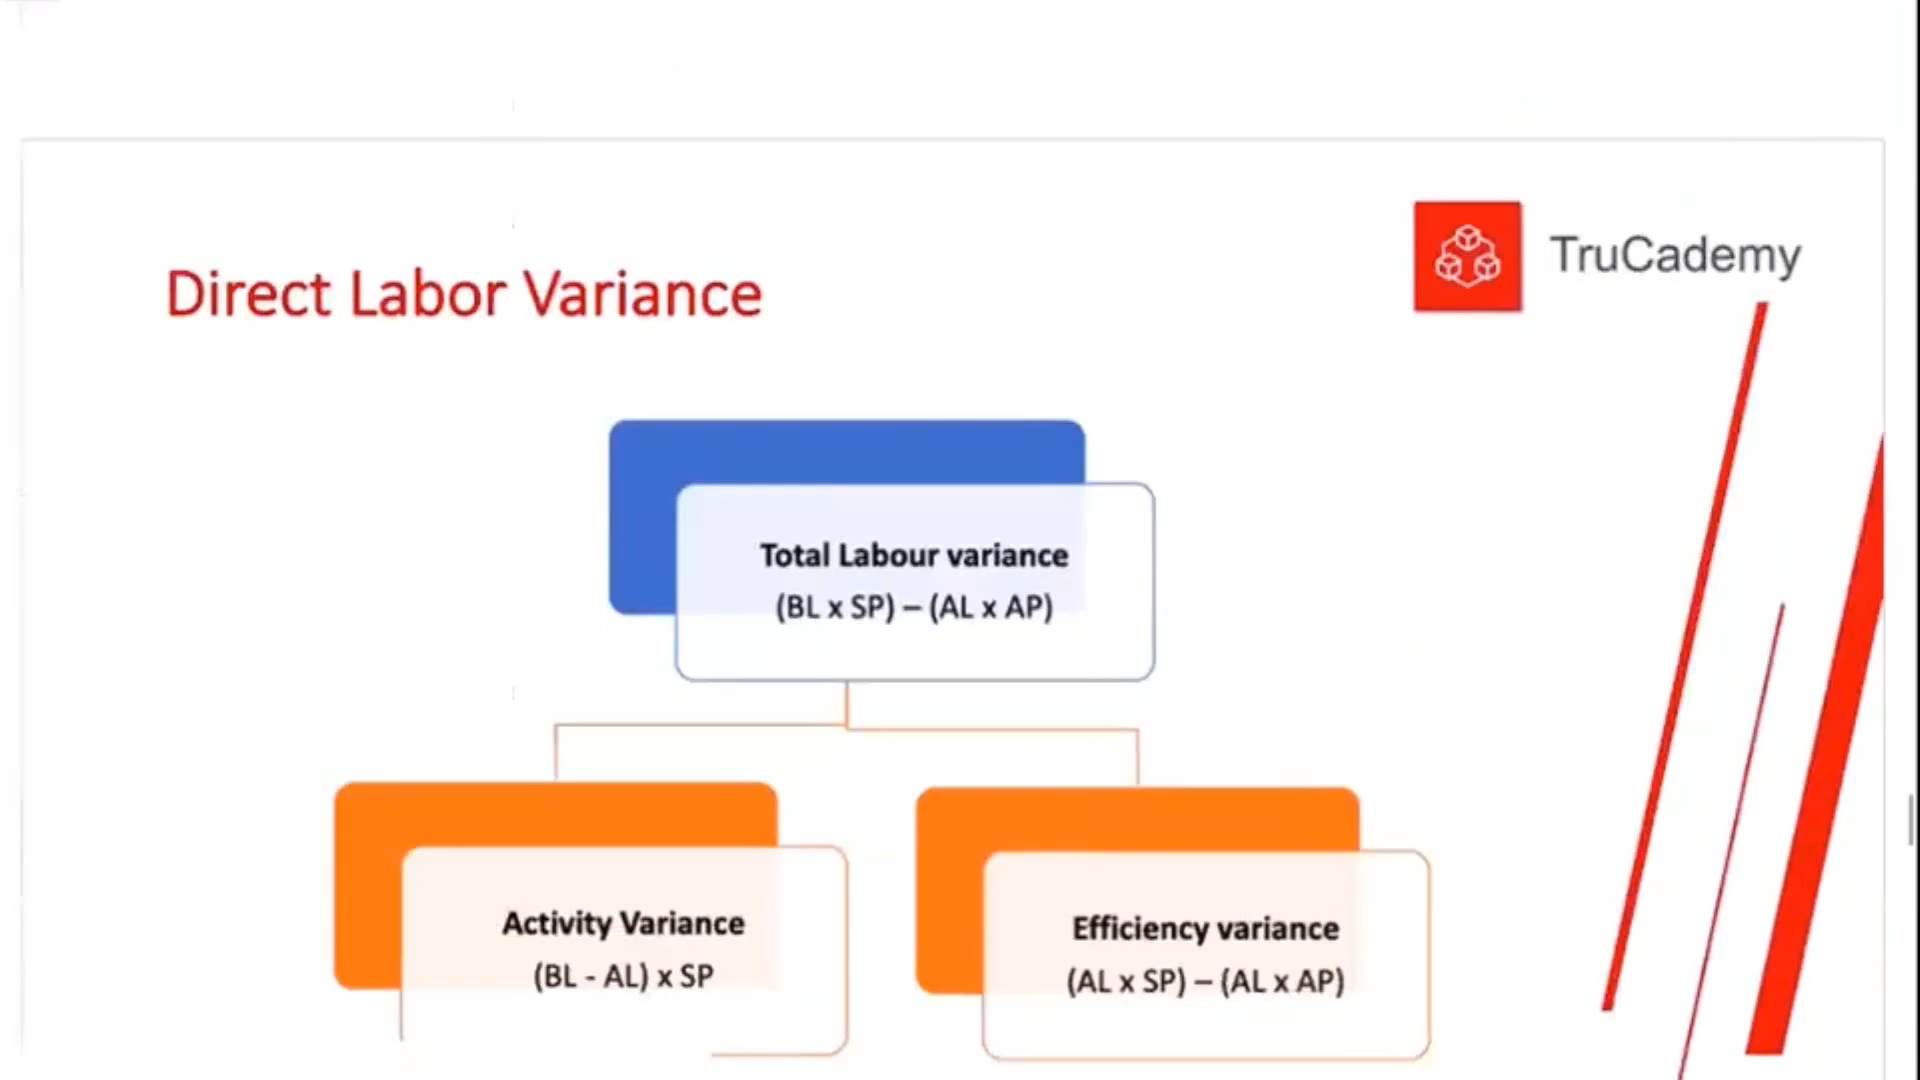 TruCademy
Direct Labor Variance
Total Labour variance
(BL x SP) – (AL x AP)
Activity Variance
(BL - AL) x SP
Efficiency variance
(AL x SP) – (AL x AP)